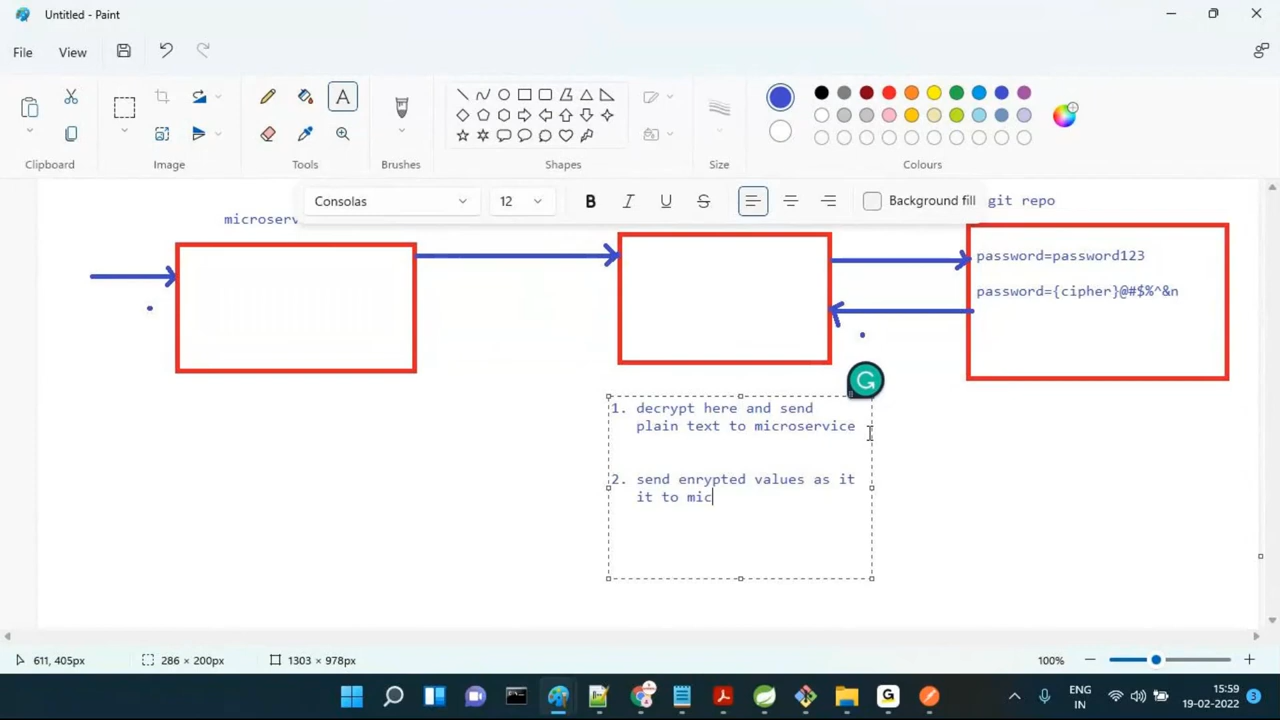 Untitled - Paint
File
View
Clipboard
Image
Tools
Brushes
Shapes
Size
Colours
Consolas
12
B
I
U
S
Background fill
git repo
microserv
password=password123
password={cipher}@#$%^&n
1. decrypt here and send
plain text to microservice
2. send enrypted values as it
it to mic
611, 405px
286 × 200px
1303 × 978px
100%
ENG
IN
15:59
19-02-2022
3